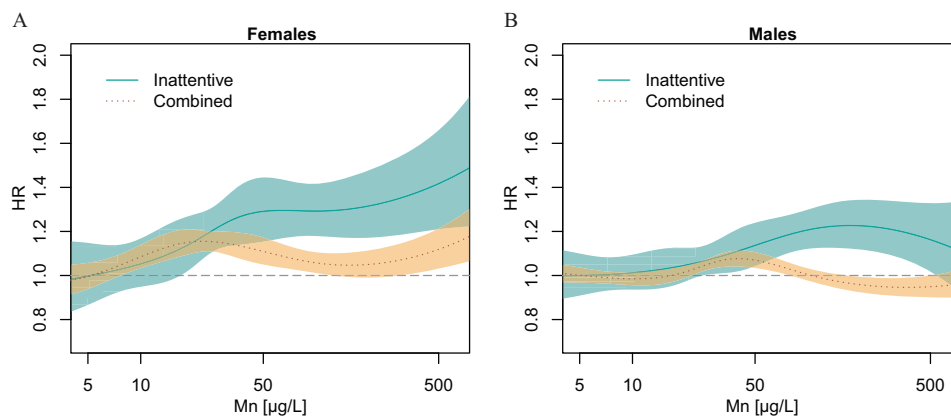 A
Females
2.0
1.8
1.6
1.4
1.2
1.0
0.8
HR
Inattentive
Combined
5
10
50
500
Mn [µg/L]
B
Males
2.0
1.8
1.6
1.4
1.2
1.0
0.8
HR
Inattentive
Combined
5
10
50
500
Mn [µg/L]